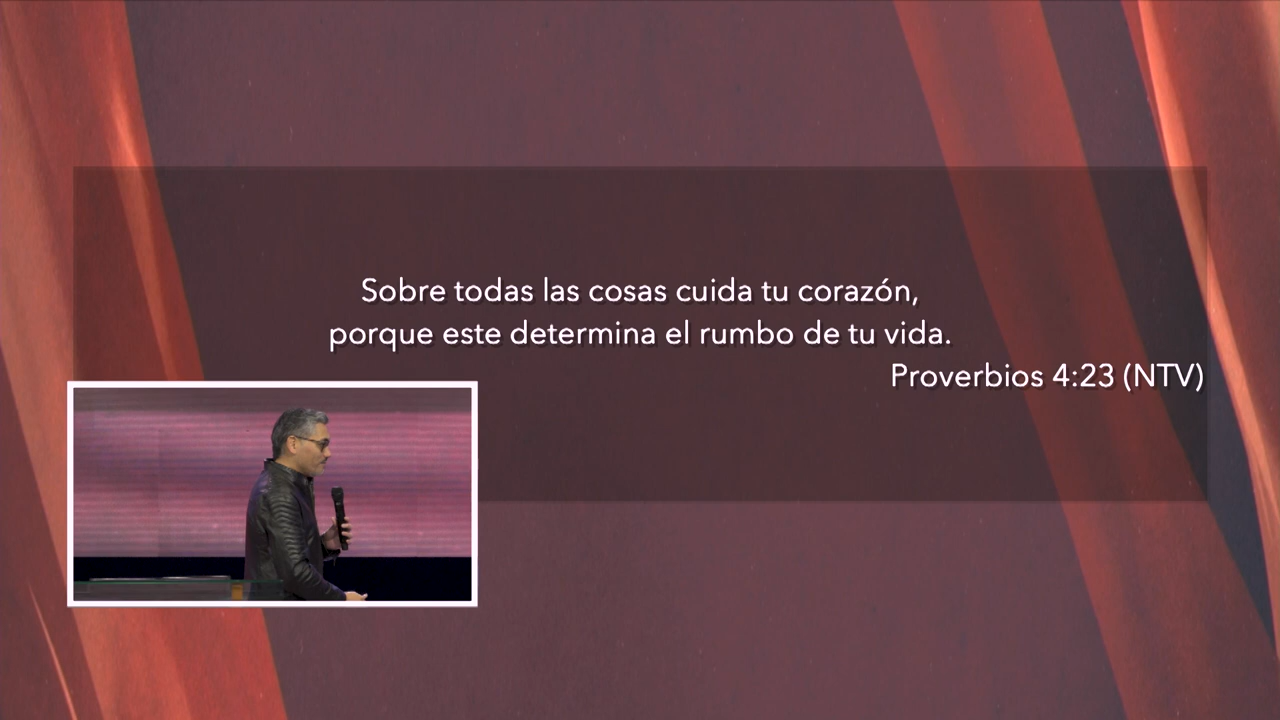 Sobre todas las cosas cuida tu corazón,
porque este determina el rumbo de tu vida.
Proverbios 4:23 (NTV)